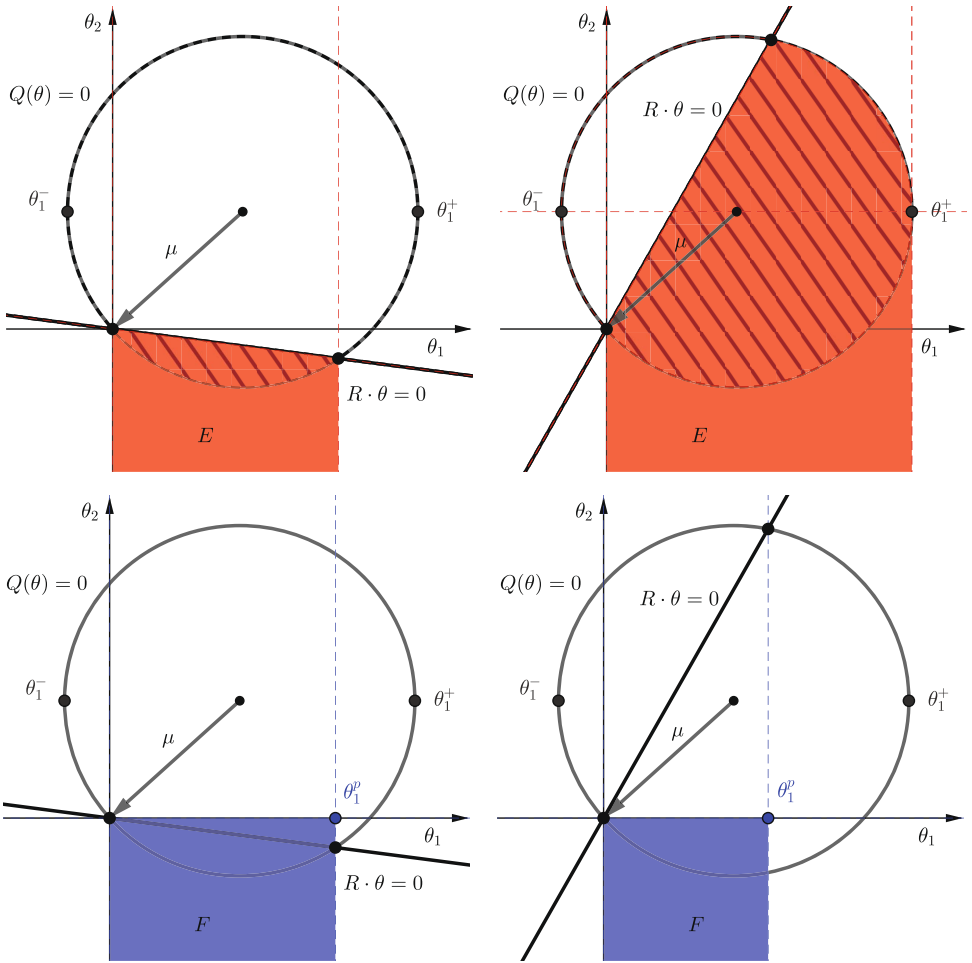 θ₂
Q(θ) = 0
θ₁⁻
θ₁⁺
μ
θ₁
R · θ = 0
E
θ₂
Q(θ) = 0
R · θ = 0
θ₁⁻
θ₁⁺
μ
θ₁
E
θ₂
Q(θ) = 0
θ₁⁻
θ₁⁺
μ
θ₁ᵖ
θ₁
R · θ = 0
F
θ₂
Q(θ) = 0
R · θ = 0
θ₁⁻
θ₁⁺
μ
θ₁ᵖ
θ₁
F